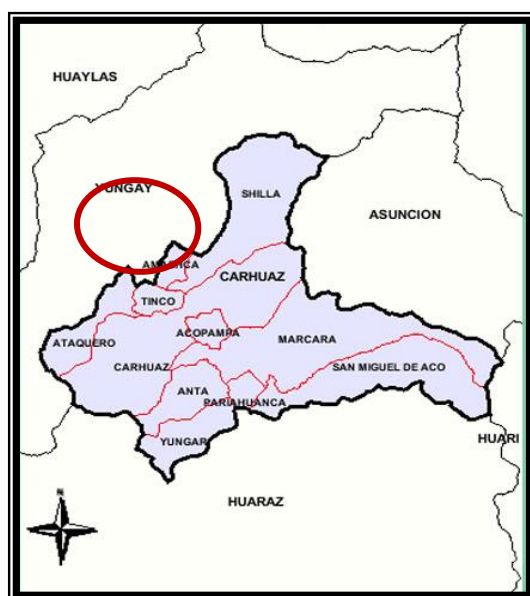 HUAYLAS
YUNGAY
SHILLA
ASUNCION
AMASHCA
CARHUAZ
TINCO
ACOPAMPA
ATAQUERO
MARCARA
CARHUAZ
SAN MIGUEL DE ACO
ANTA
PARIAHUANCA
YUNGAR
HUARI
HUARAZ
N